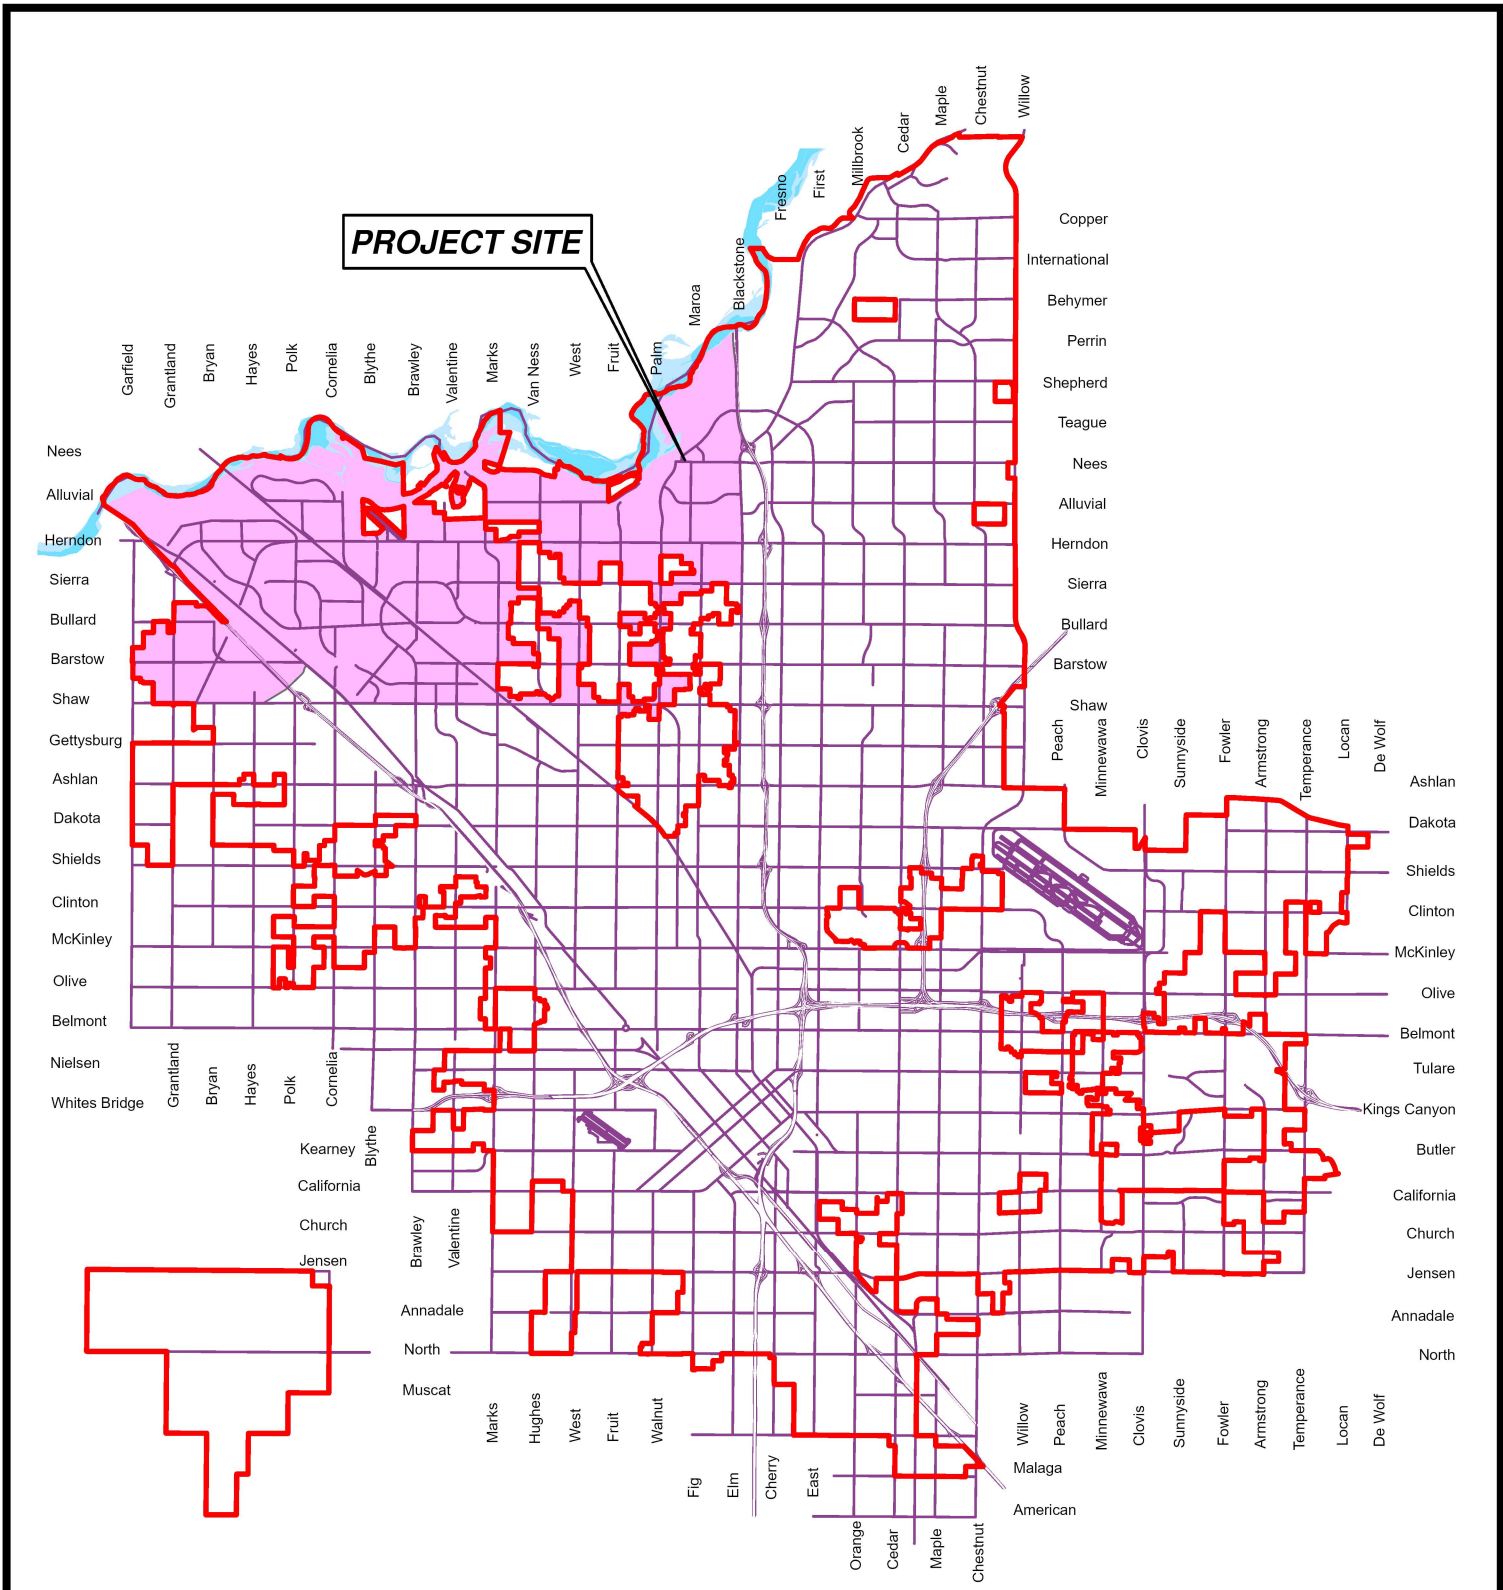 Willow
Chestnut
Maple
Cedar
Millbrook
First
Fresno
Copper
PROJECT SITE
Blackstone
International
Maroa
Behymer
Perrin
Garfield
Grantland
Bryan
Hayes
Polk
Cornelia
Blythe
Brawley
Valentine
Marks
Van Ness
West
Fruit
Palm
Shepherd
Teague
Nees
Nees
Alluvial
Alluvial
Herndon
Herndon
Sierra
Sierra
Bullard
Bullard
Barstow
Barstow
Shaw
Shaw
Gettysburg
Peach
Minnewawa
Clovis
Sunnyside
Fowler
Armstrong
Temperance
Locan
De Wolf
Ashlan
Ashlan
Dakota
Dakota
Shields
Shields
Clinton
Clinton
McKinley
McKinley
Olive
Olive
Belmont
Belmont
Nielsen
Tulare
Grantland
Bryan
Hayes
Polk
Cornelia
Whites Bridge
Kings Canyon
Kearney
Blythe
Butler
California
California
Church
Brawley
Valentine
Church
Jensen
Jensen
Annadale
Annadale
North
North
Muscat
Marks
Hughes
West
Fruit
Walnut
Willow
Peach
Minnewawa
Clovis
Sunnyside
Fowler
Armstrong
Temperance
Locan
De Wolf
Fig
Elm
Cherry
East
Malaga
American
Orange
Cedar
Maple
Chestnut